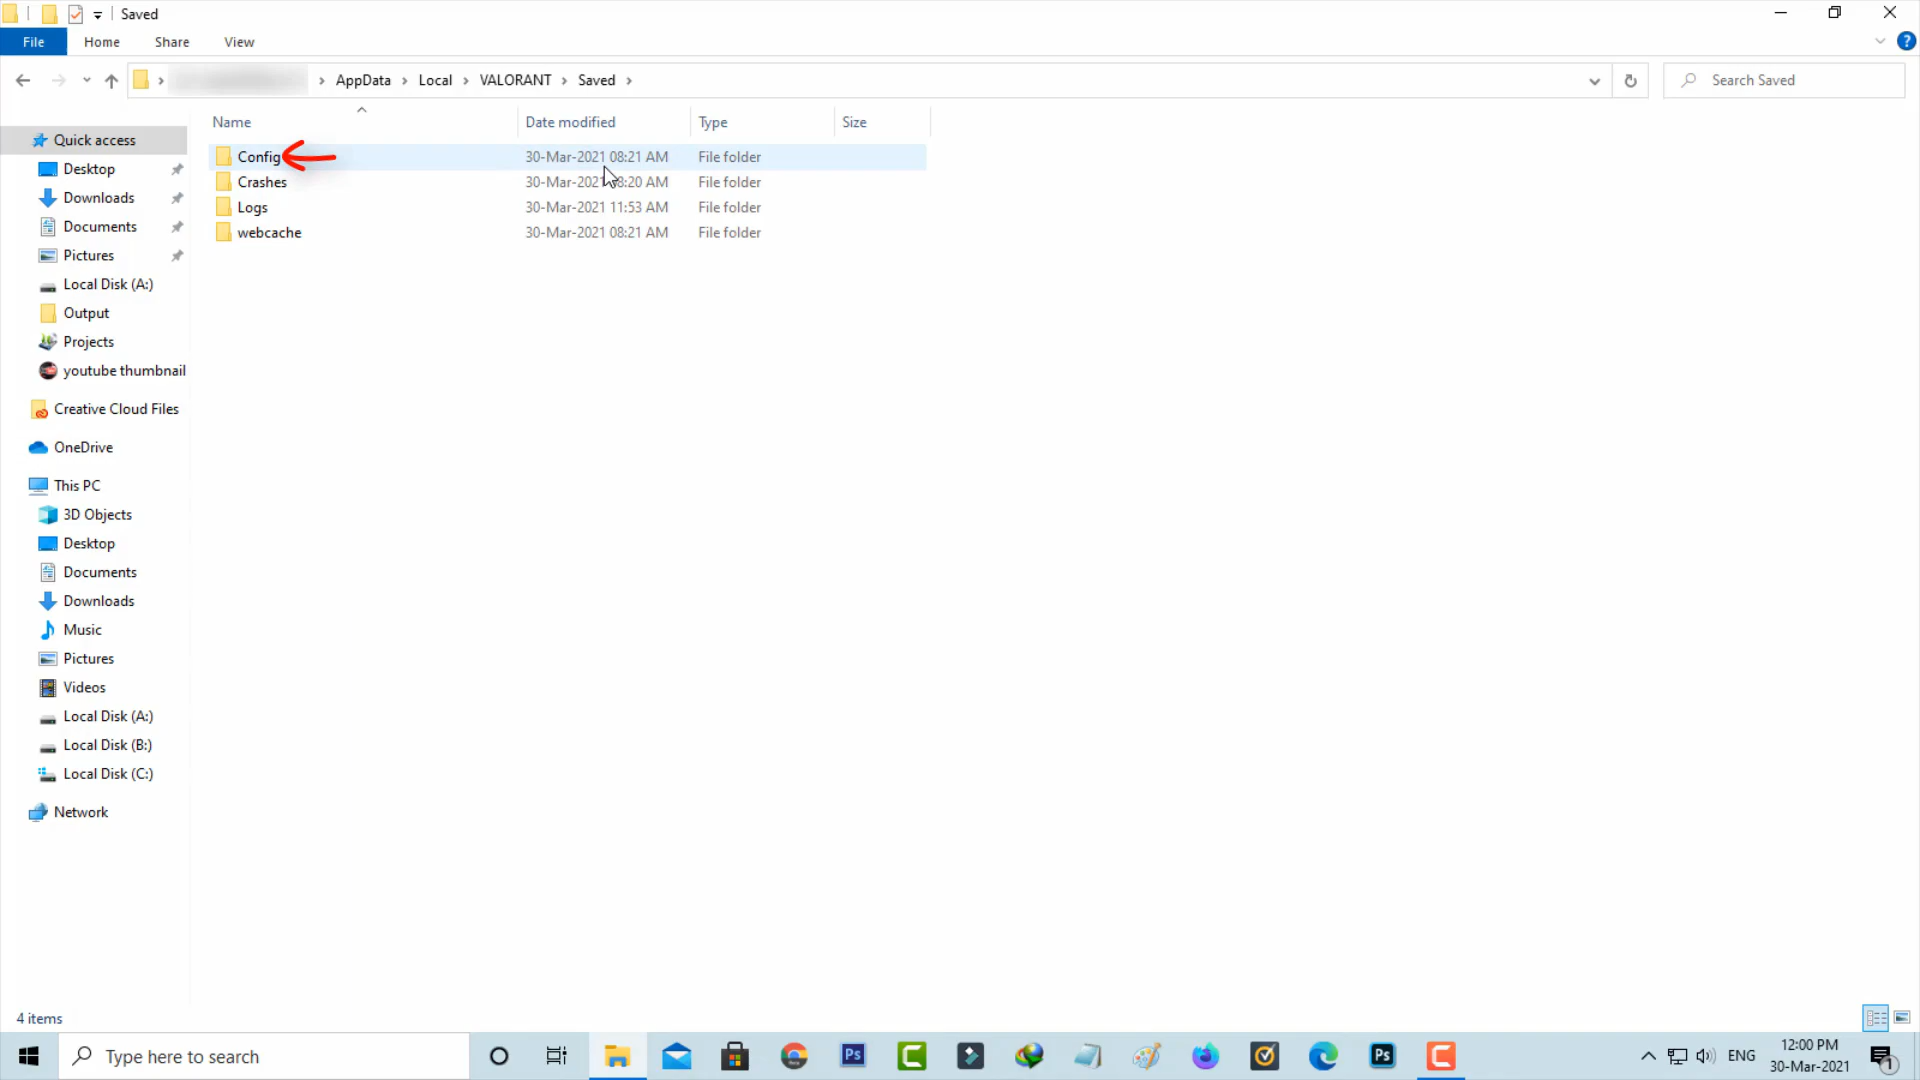 Saved
File Home Share View
AppData Local VALORANT Saved
Search Saved
Name Date modified Type Size
Config 30-Mar-2021 08:21 AM File folder
Crashes 30-Mar-2021 08:20 AM File folder
Logs 30-Mar-2021 11:53 AM File folder
webcache 30-Mar-2021 08:21 AM File folder
Quick access
Desktop
Downloads
Documents
Pictures
Local Disk (A:)
Output
Projects
youtube thumbnail
Creative Cloud Files
OneDrive
This PC
3D Objects
Desktop
Documents
Downloads
Music
Pictures
Videos
Local Disk (A:)
Local Disk (B:)
Local Disk (C:)
Network
4 items
Type here to search
Ps
Ps
ENG
12:00 PM
30-Mar-2021
1